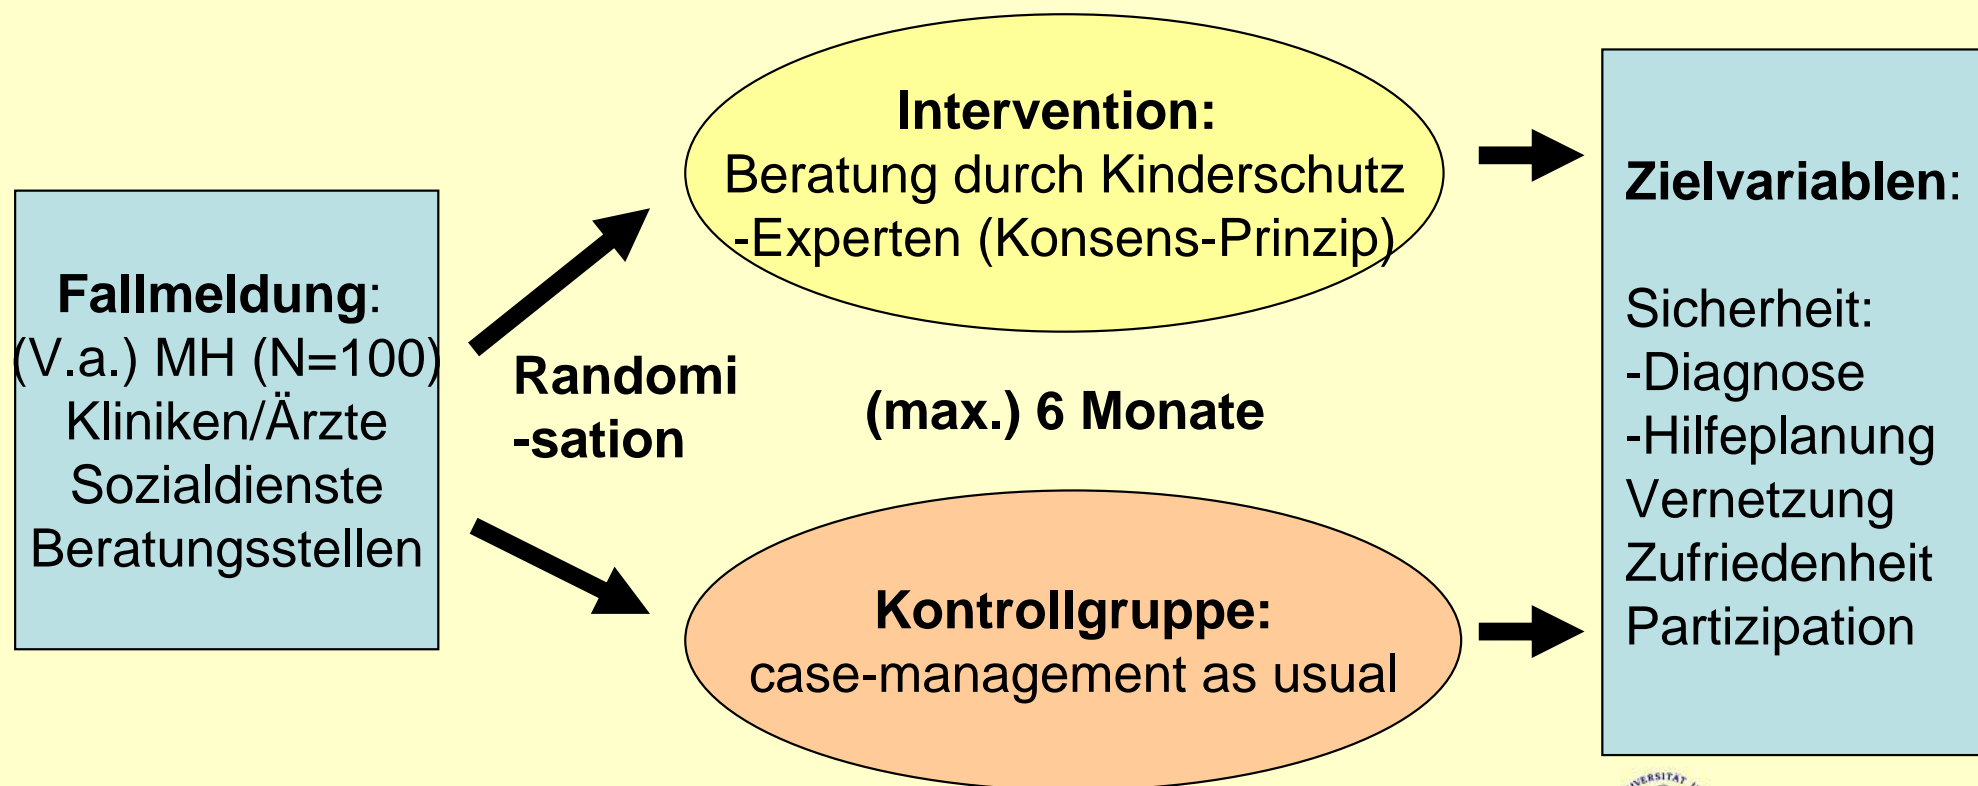 Fallmeldung:
(V.a.) MH (N=100)
Kliniken/Ärzte
Sozialdienste
Beratungsstellen
Randomi
-sation
Intervention:
Beratung durch Kinderschutz
-Experten (Konsens-Prinzip)
(max.) 6 Monate
Kontrollgruppe:
case-management as usual
Zielvariablen:
Sicherheit:
-Diagnose
-Hilfeplanung
Vernetzung
Zufriedenheit
Partizipation